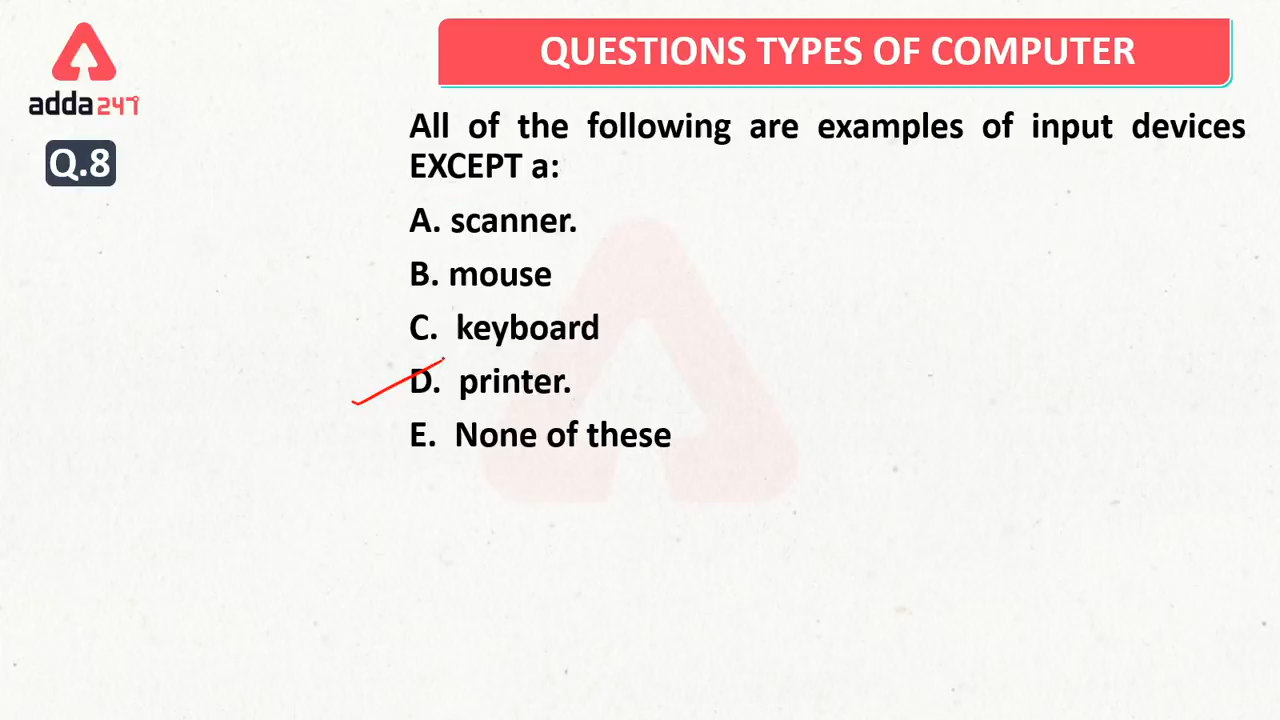 QUESTIONS TYPES OF COMPUTER
adda247
Q.8
All of the following are examples of input devices
EXCEPT a:
A. scanner.
B. mouse
C. keyboard
D. printer.
E. None of these